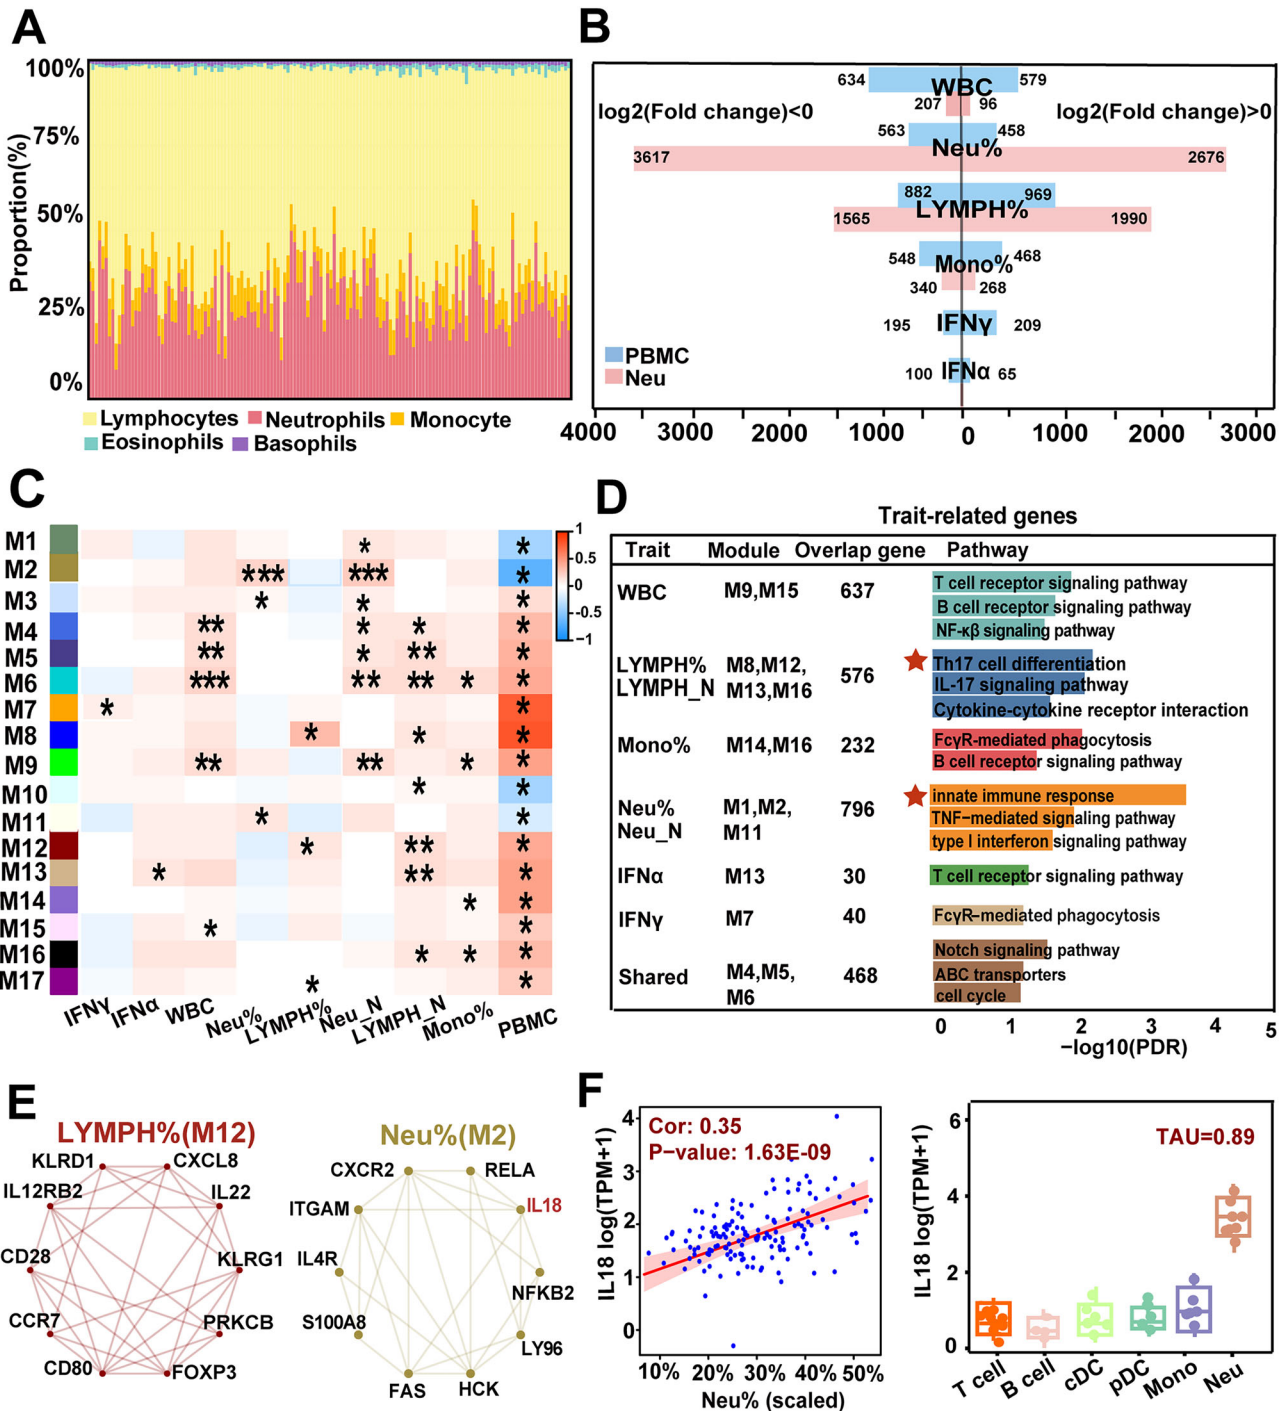 A
100%
75%
50%
25%
0%
Proportion(%)
Lymphocytes Neutrophils Monocyte
Eosinophils Basophils
B
634 WBC 579
207 96
log2(Fold change)<0 log2(Fold change)>0
563 Neu% 458
3617 2676
882 969
LYMPH%
1565 1990
548 Mono% 468
340 268
195 IFNγ 209
100 IFNα 65
PBMC
Neu
4000 3000 2000 1000 0 1000 2000 3000
C
M1 *
*
M2 *** *** *
M3 * * *
M4 ** * * *
M5 ** * ** *
M6 *** ** ** * *
M7 * *
M8 * * *
M9 ** ** * *
M10 * *
M11 * *
M12 * ** *
M13 * ** *
M14 * *
M15 * *
M16 * * *
M17 * *
1
0.5
0
-0.5
-1
IFNγ IFNα WBC Neu% LYMPH% Neu_N LYMPH_N Mono% PBMC
D
Trait-related genes
Trait Module Overlap gene Pathway
WBC M9,M15 637
T cell receptor signaling pathway
B cell receptor signaling pathway
NF-κβ signaling pathway
LYMPH% M8,M12, 576
LYMPH_N M13,M16
Th17 cell differentiation
IL-17 signaling pathway
Cytokine-cytokine receptor interaction
Mono% M14,M16 232
FcγR-mediated phagocytosis
B cell receptor signaling pathway
Neu% M1,M2, 796
Neu_N M11
innate immune response
TNF−mediated signaling pathway
type I interferon signaling pathway
IFNα M13 30 T cell receptor signaling pathway
IFNγ M7 40 FcγR−mediated phagocytosis
Shared M4,M5, 468
M6
Notch signaling pathway
ABC transporters
cell cycle
0 1 2 3 4 5
−log10(PDR)
E
LYMPH%(M12)
KLRD1 CXCL8
IL12RB2 IL22
CD28 KLRG1
CCR7 PRKCB
CD80 FOXP3
Neu%(M2)
CXCR2 RELA
ITGAM IL18
IL4R NFKB2
S100A8 LY96
FAS HCK
F
Cor: 0.35
P−value: 1.63E-09
4
3
2
1
0
IL18 log(TPM+1)
10% 20% 30% 40% 50%
Neu% (scaled)
TAU=0.89
6
4
2
0
IL18 log(TPM+1)
T cell B cell cDC pDC Mono Neu